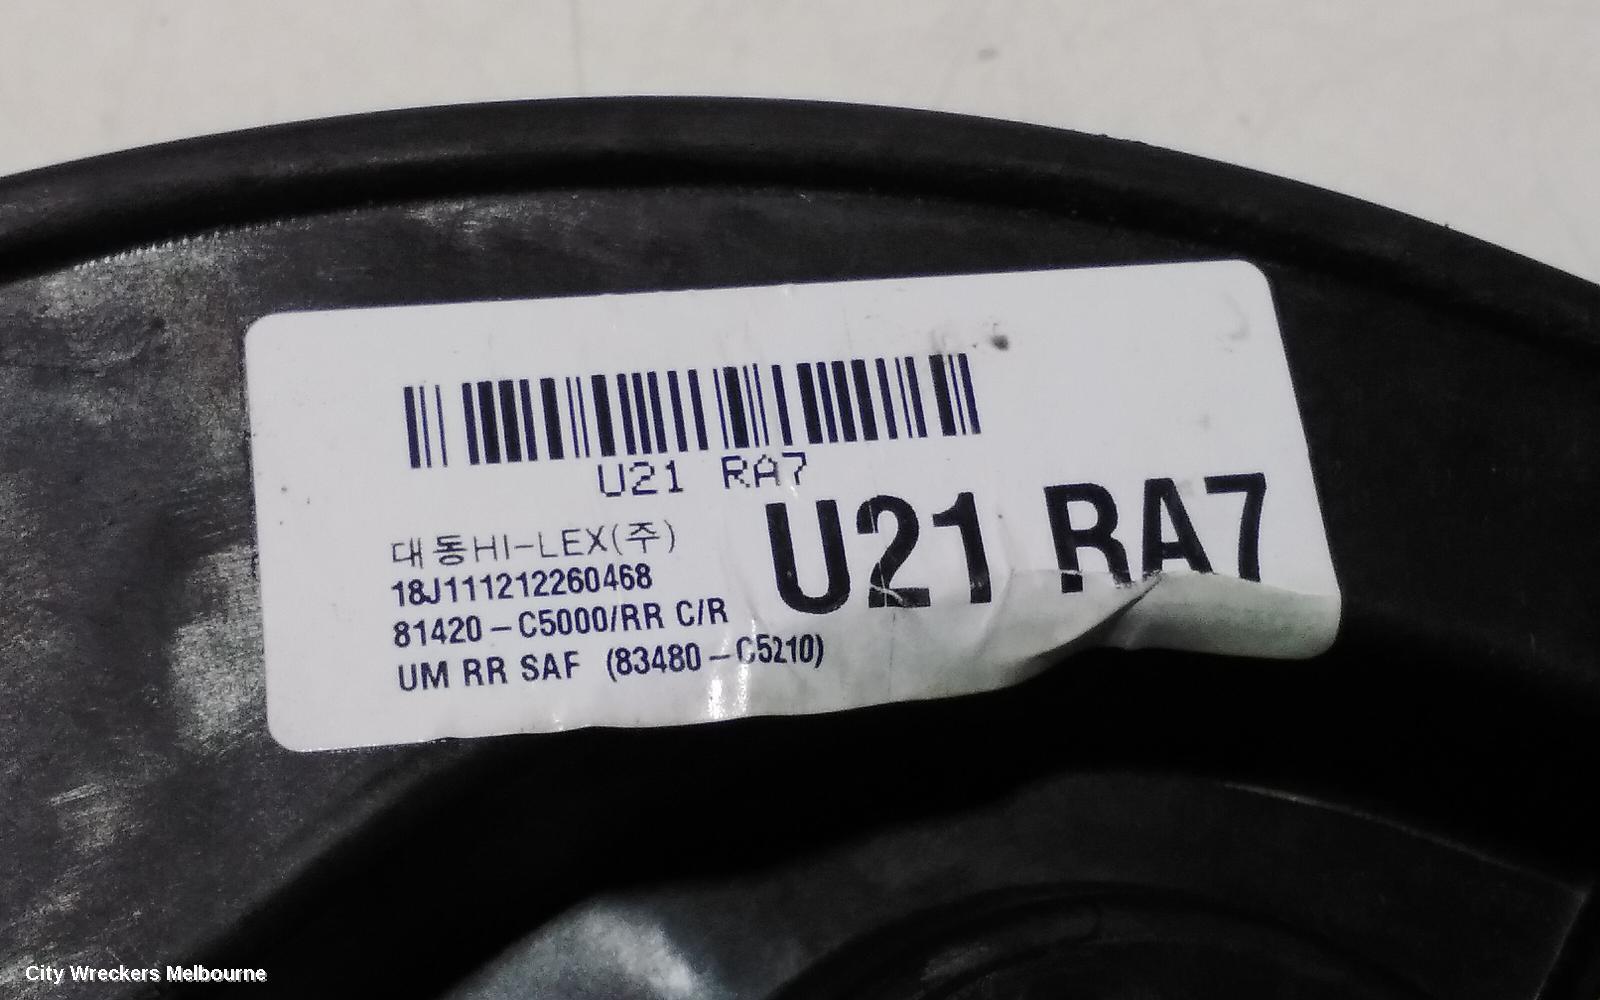 U21 RA7
U21 RA7
대동HI-LEX(주)
18J111212260468
81420-C5000/RR C/R
UM RR SAF (83480-C5210)
City Wreckers Melbourne